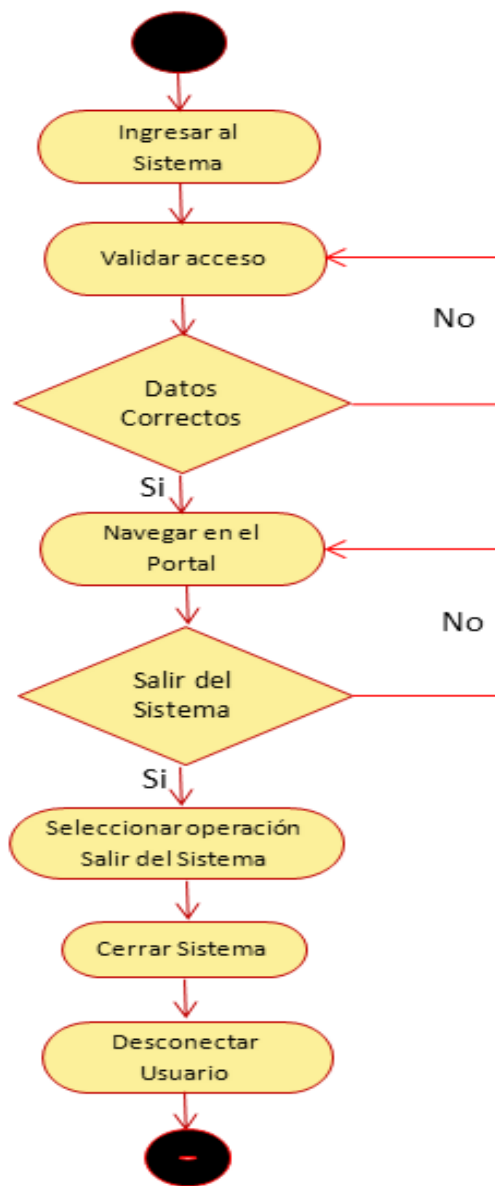 Ingresar al
Sistema
Validar acceso
No
Datos
Correctos
Si
Navegar en el
Portal
No
Salir del
Sistema
Si
Seleccionar operación
Salir del Sistema
Cerrar Sistema
Desconectar
Usuario